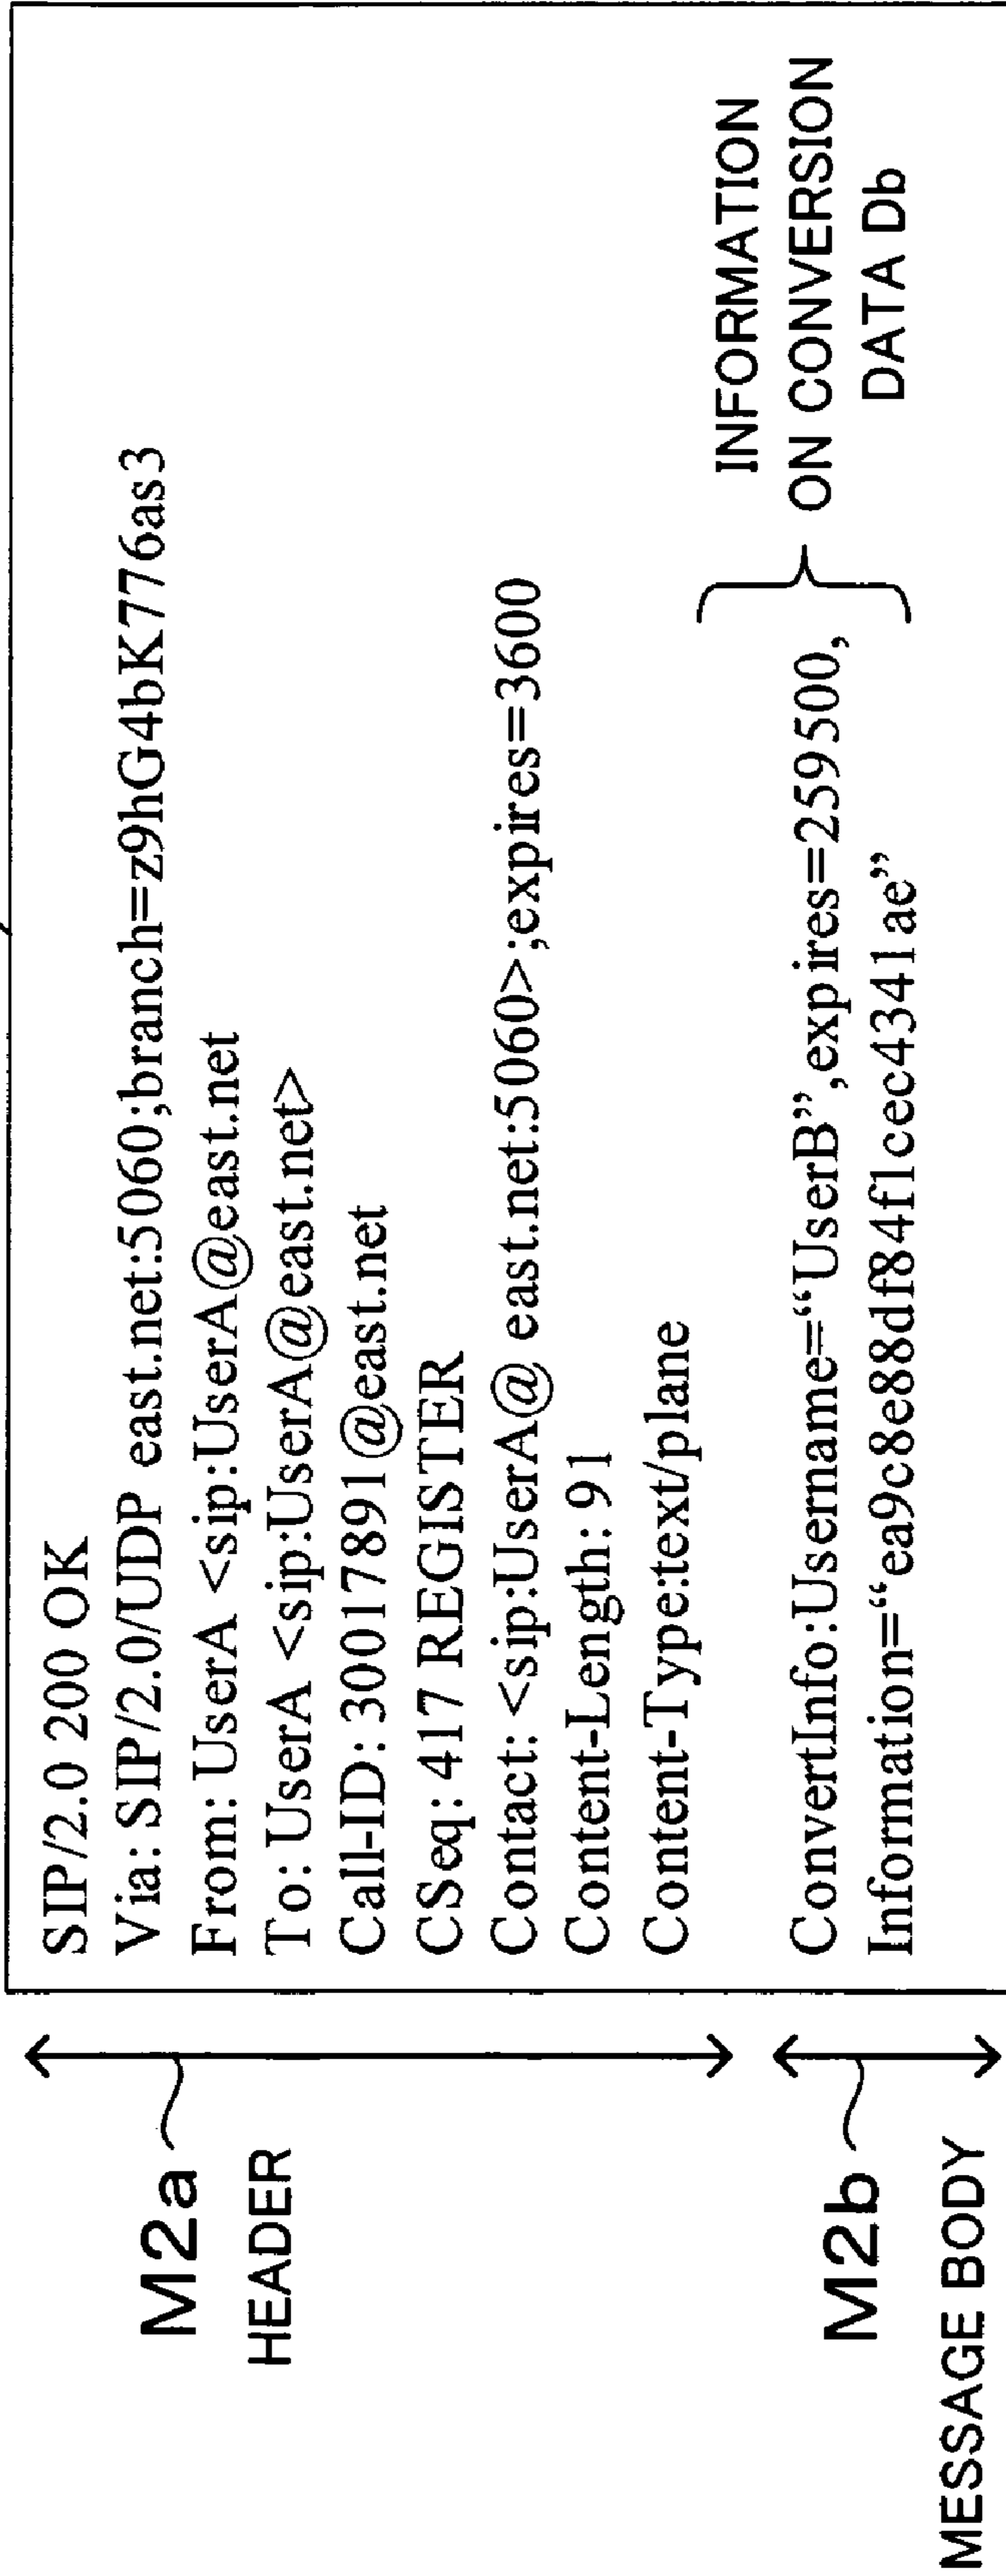 M2a
HEADER
SIP/2.0 200 OK
Via: SIP/2.0/UDP east.net:5060;branch=z9hG4bK776as3
From: UserA <sip:UserA@east.net
To: UserA <sip:UserA@east.net>
Call-ID: 30017891@east.net
CSeq: 417 REGISTER
Contact: <sip:UserA@ east.net:5060>;expires=3600
Content-Length: 91
Content-Type:text/plane
M2b
MESSAGE BODY
ConvertInfo:Username=“UserB”,expires=259500,
Information=“ea9c8e88df84f1cec4341ae”
INFORMATION
ON CONVERSION
DATA Db